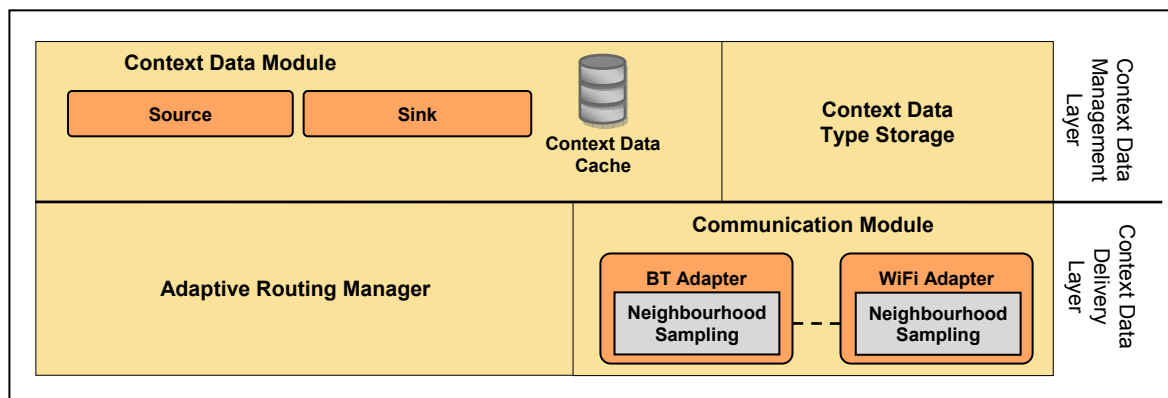 Context Data Module
Source
Sink
Context Data
Cache
Context Data
Type Storage
Context Data
Management
Layer
Adaptive Routing Manager
Communication Module
BT Adapter
Neighbourhood
Sampling
WiFi Adapter
Neighbourhood
Sampling
Context Data
Delivery
Layer